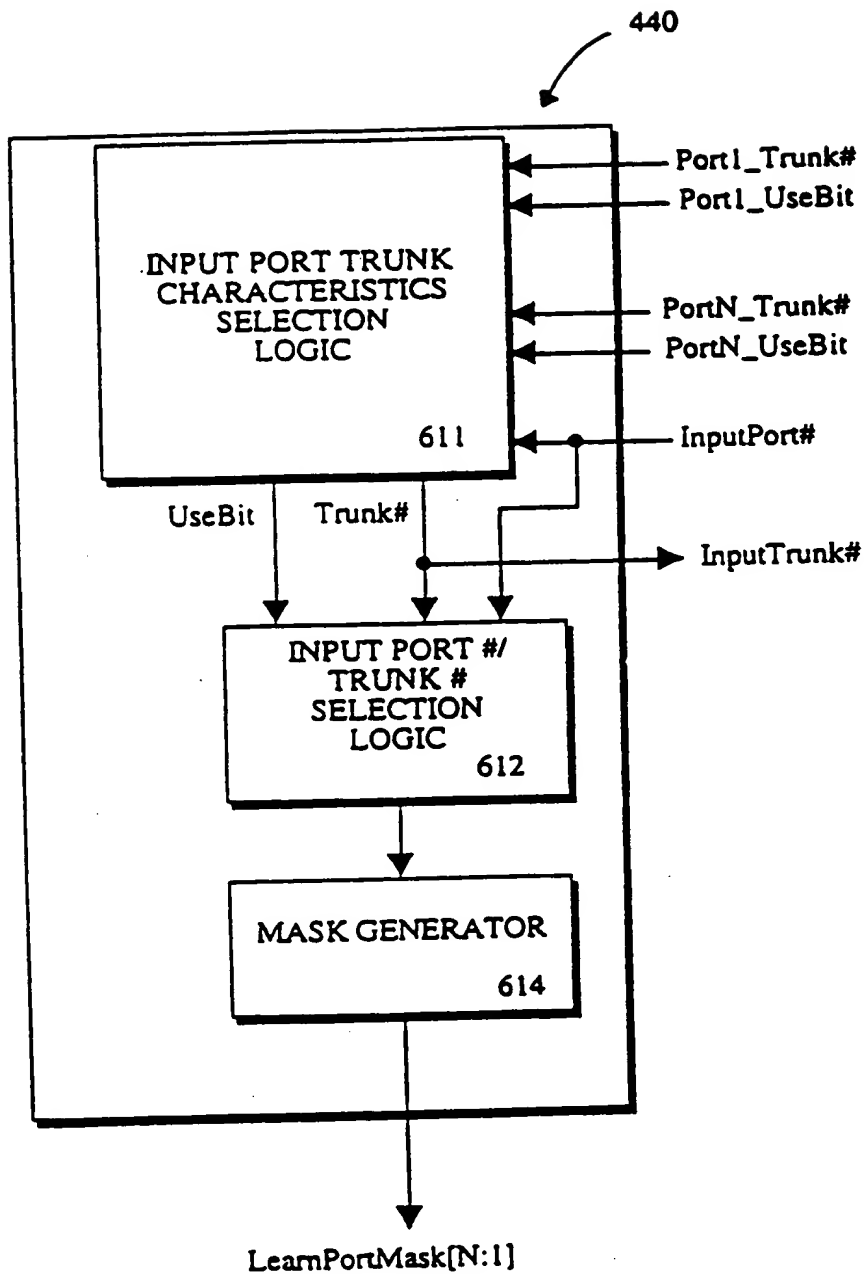 440
Port1_Trunk#
Port1_UseBit
INPUT PORT TRUNK
CHARACTERISTICS
SELECTION
LOGIC
611
PortN_Trunk#
PortN_UseBit
InputPort#
UseBit
Trunk#
InputTrunk#
INPUT PORT #/
TRUNK #
SELECTION
LOGIC
612
MASK GENERATOR
614
LearnPortMask[N:1]